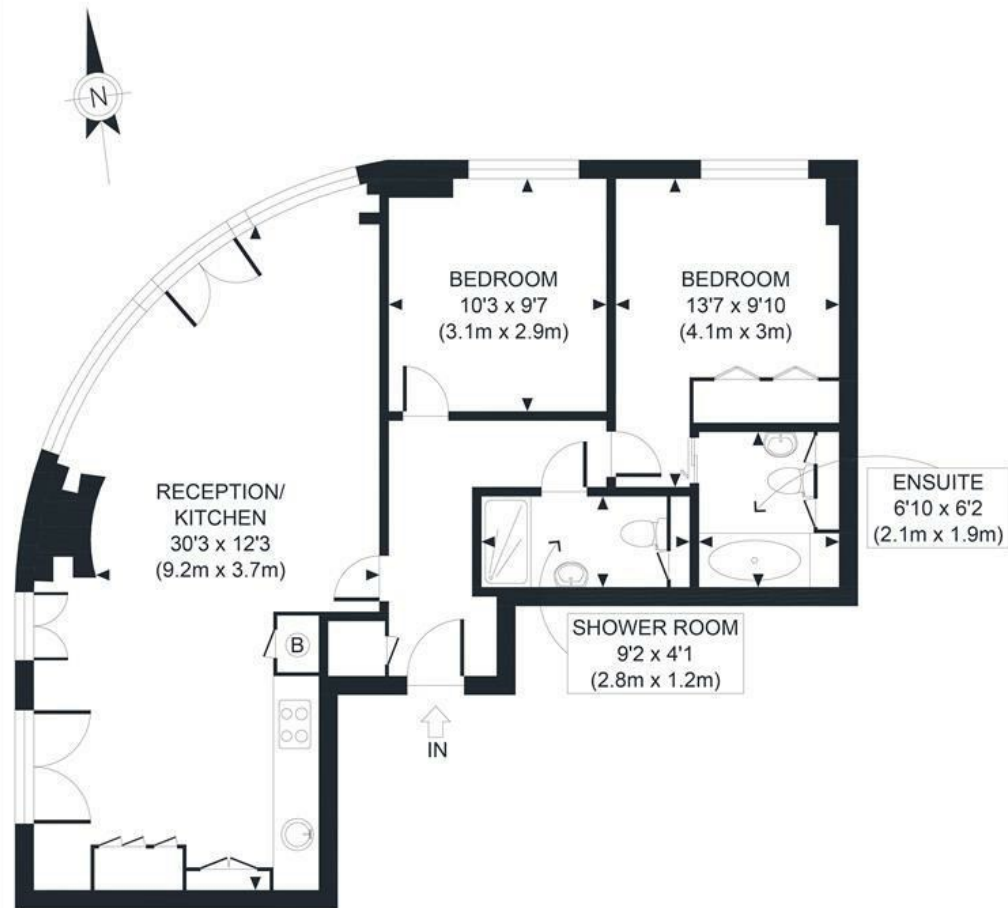 N
BEDROOM
10'3 x 9'7
(3.1m x 2.9m)
BEDROOM
13'7 x 9'10
(4.1m x 3m)
RECEPTION/
KITCHEN
30'3 x 12'3
(9.2m x 3.7m)
ENSUITE
6'10 x 6'2
(2.1m x 1.9m)
B
SHOWER ROOM
9'2 x 4'1
(2.8m x 1.2m)
IN